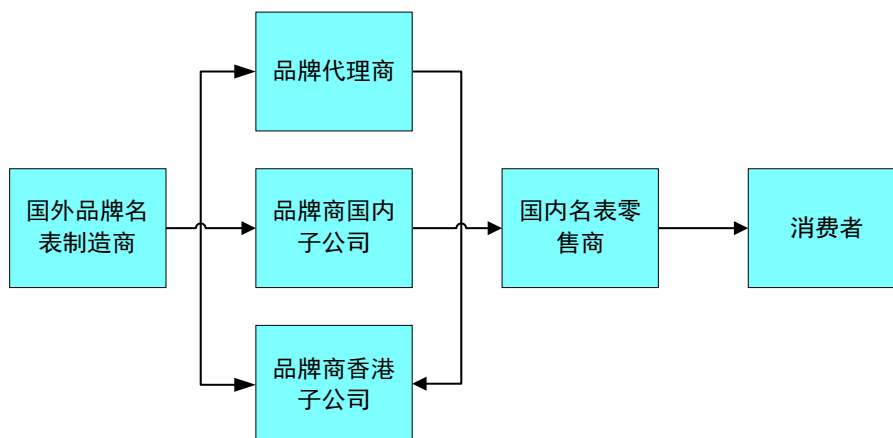 品牌代理商
国外品牌名
表制造商
品牌商国内
子公司
国内名表零
售商
消费者
品牌商香港
子公司